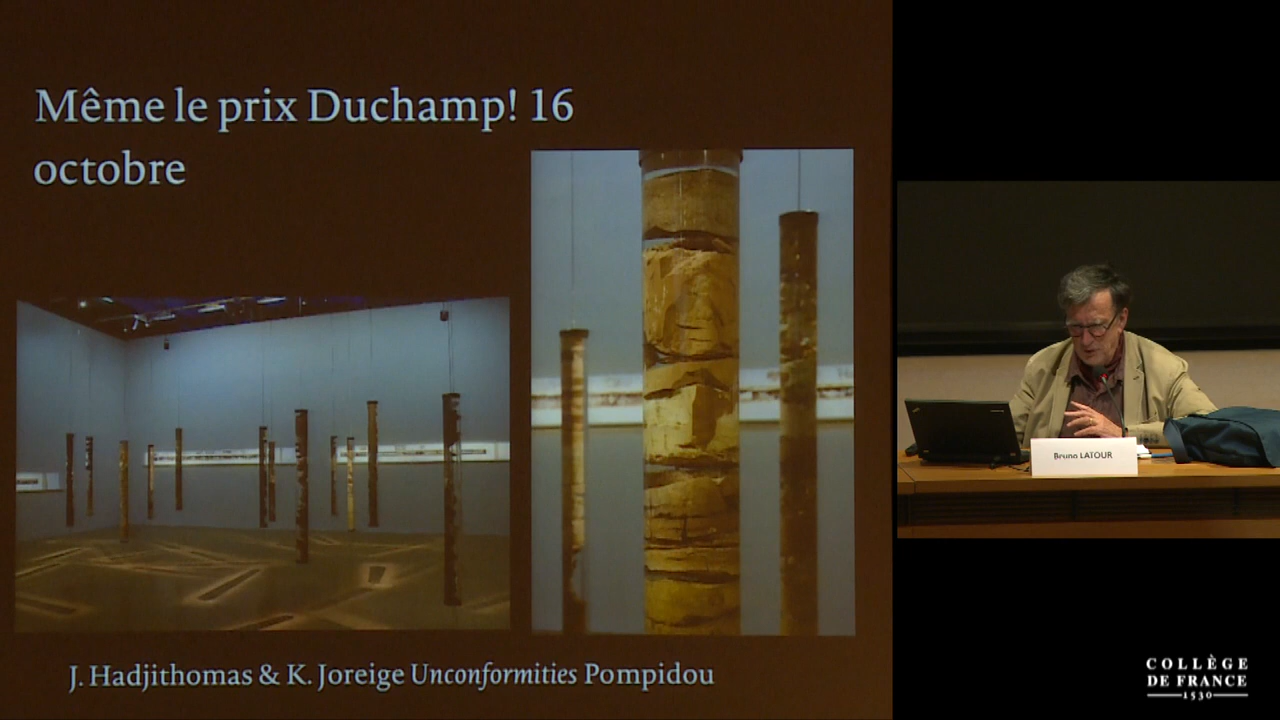 Même le prix Duchamp! 16
octobre
J. Hadjithomas & K. Joreige Unconformities Pompidou
Bruno LATOUR
COLLÈGE
DE FRANCE
1530